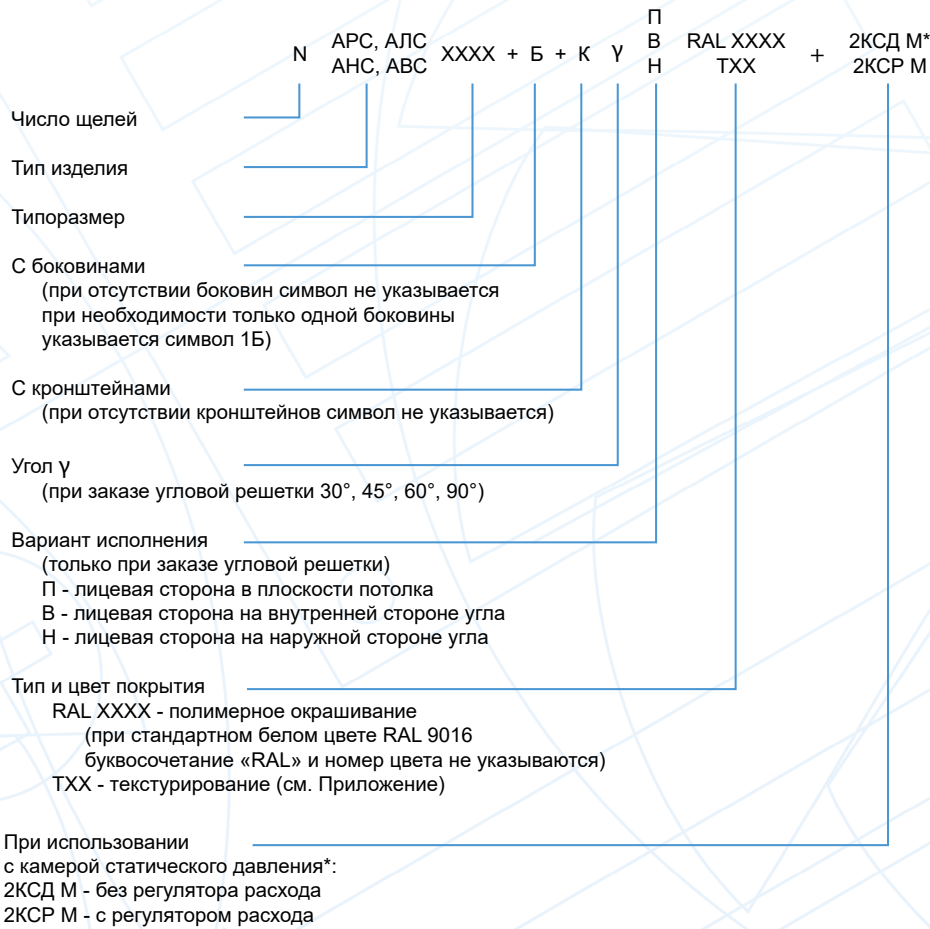 П
N АРС, АЛС XXXX + Б + К γ В RAL XXXX + 2КСД М*
АНС, АВС Н TXX 2КСР М
Число щелей
Тип изделия
Типоразмер
С боковинами
(при отсутствии боковин символ не указывается
при необходимости только одной боковины
указывается символ 1Б)
С кронштейнами
(при отсутствии кронштейнов символ не указывается)
Угол γ
(при заказе угловой решетки 30°, 45°, 60°, 90°)
Вариант исполнения
(только при заказе угловой решетки)
П - лицевая сторона в плоскости потолка
В - лицевая сторона на внутренней стороне угла
Н - лицевая сторона на наружной стороне угла
Тип и цвет покрытия
RAL XXXX - полимерное окрашивание
(при стандартном белом цвете RAL 9016
буквосочетание «RAL» и номер цвета не указываются)
TXX - текстурирование (см. Приложение)
При использовании
с камерой статического давления*:
2КСД М - без регулятора расхода
2КСР М - с регулятором расхода